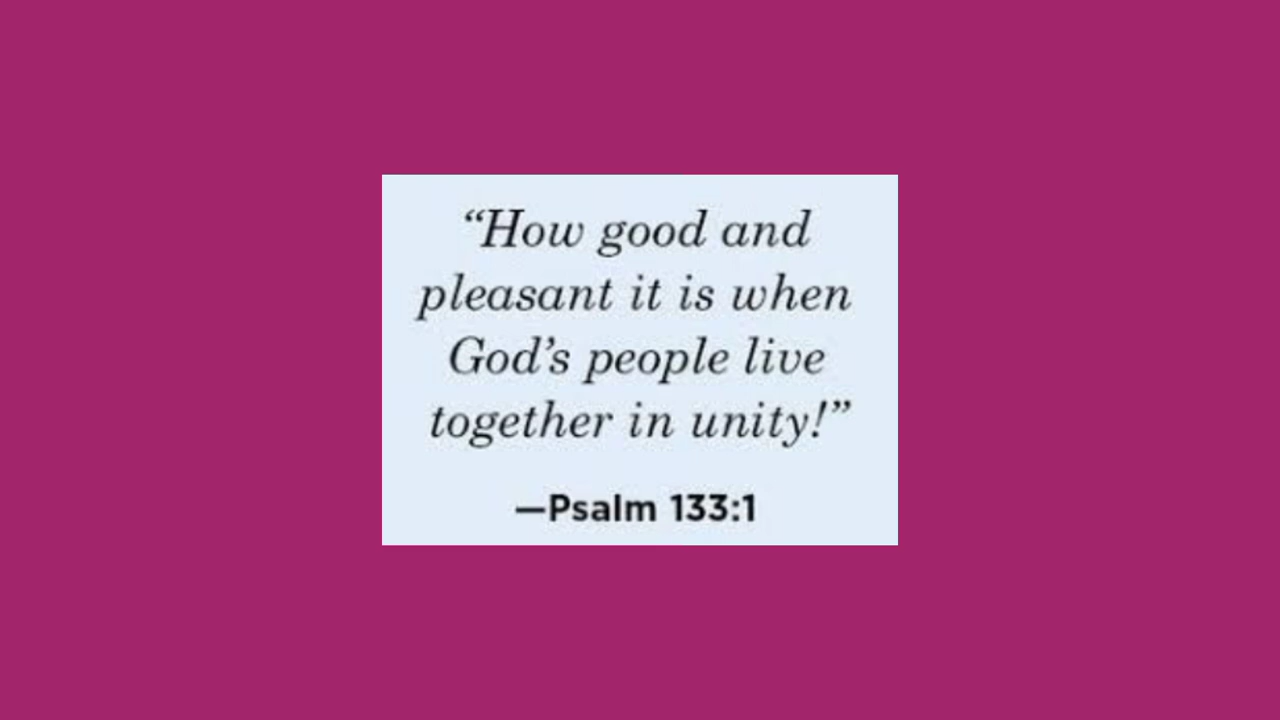 “How good and
pleasant it is when
God’s people live
together in unity!”
—Psalm 133:1